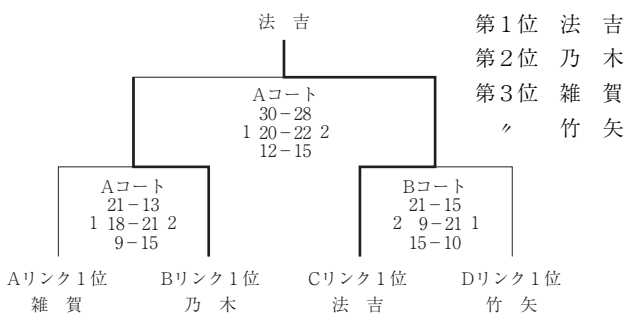 法 吉
第1位 法 吉
第2位 乃 木
第3位 雑 賀
〃 竹 矢
Aコート
30−28
1 20−22 2
12−15
Aコート
21−13
1 18−21 2
9−15
Bコート
21−15
2 9−21 1
15−10
Aリンク1位
雑 賀
Bリンク1位
乃 木
Cリンク1位
法 吉
Dリンク1位
竹 矢